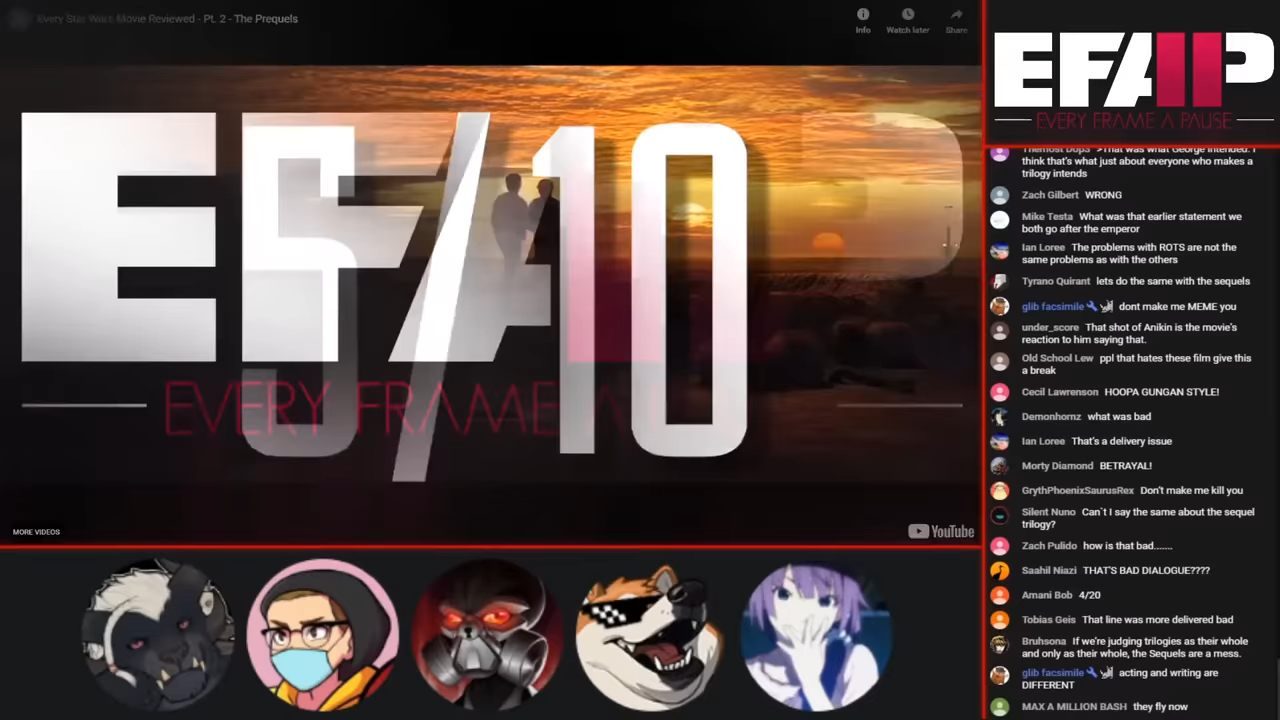 Every Star Wars Movie Reviewed - Pt. 2 - The Prequels
Info
Watch later
Share
EFAP
EVERY FRAME A
5/10
MORE VIDEOS
YouTube
EFAP
EVERY FRAME A PAUSE
Themost Dop3 >That was what George intended. I
think that's what just about everyone who makes a
trilogy intends
Zach Gilbert WRONG
Mike Testa What was that earlier statement we
both go after the emperor
Ian Loree The problems with ROTS are not the
same problems as with the others
Tyrano Quirant lets do the same with the sequels
glib facsimile dont make me MEME you
under_score That shot of Anikin is the movie's
reaction to him saying that.
Old School Lew ppl that hates these film give this
a break
Cecil Lawrenson HOOPA GUNGAN STYLE!
Demonhornz what was bad
Ian Loree That's a delivery issue
Morty Diamond BETRAYAL!
GrythPhoenixSaurusRex Don't make me kill you
Silent Nuno Can`t I say the same about the sequel
trilogy?
Zach Pulido how is that bad.......
Saahil Niazi THAT'S BAD DIALOGUE????
Amani Bob 4/20
Tobias Geis That line was more delivered bad
Bruhsona If we're judging trilogies as their whole
and only as their whole, the Sequels are a mess.
glib facsimile acting and writing are
DIFFERENT
MAX A MILLION BASH they fly now